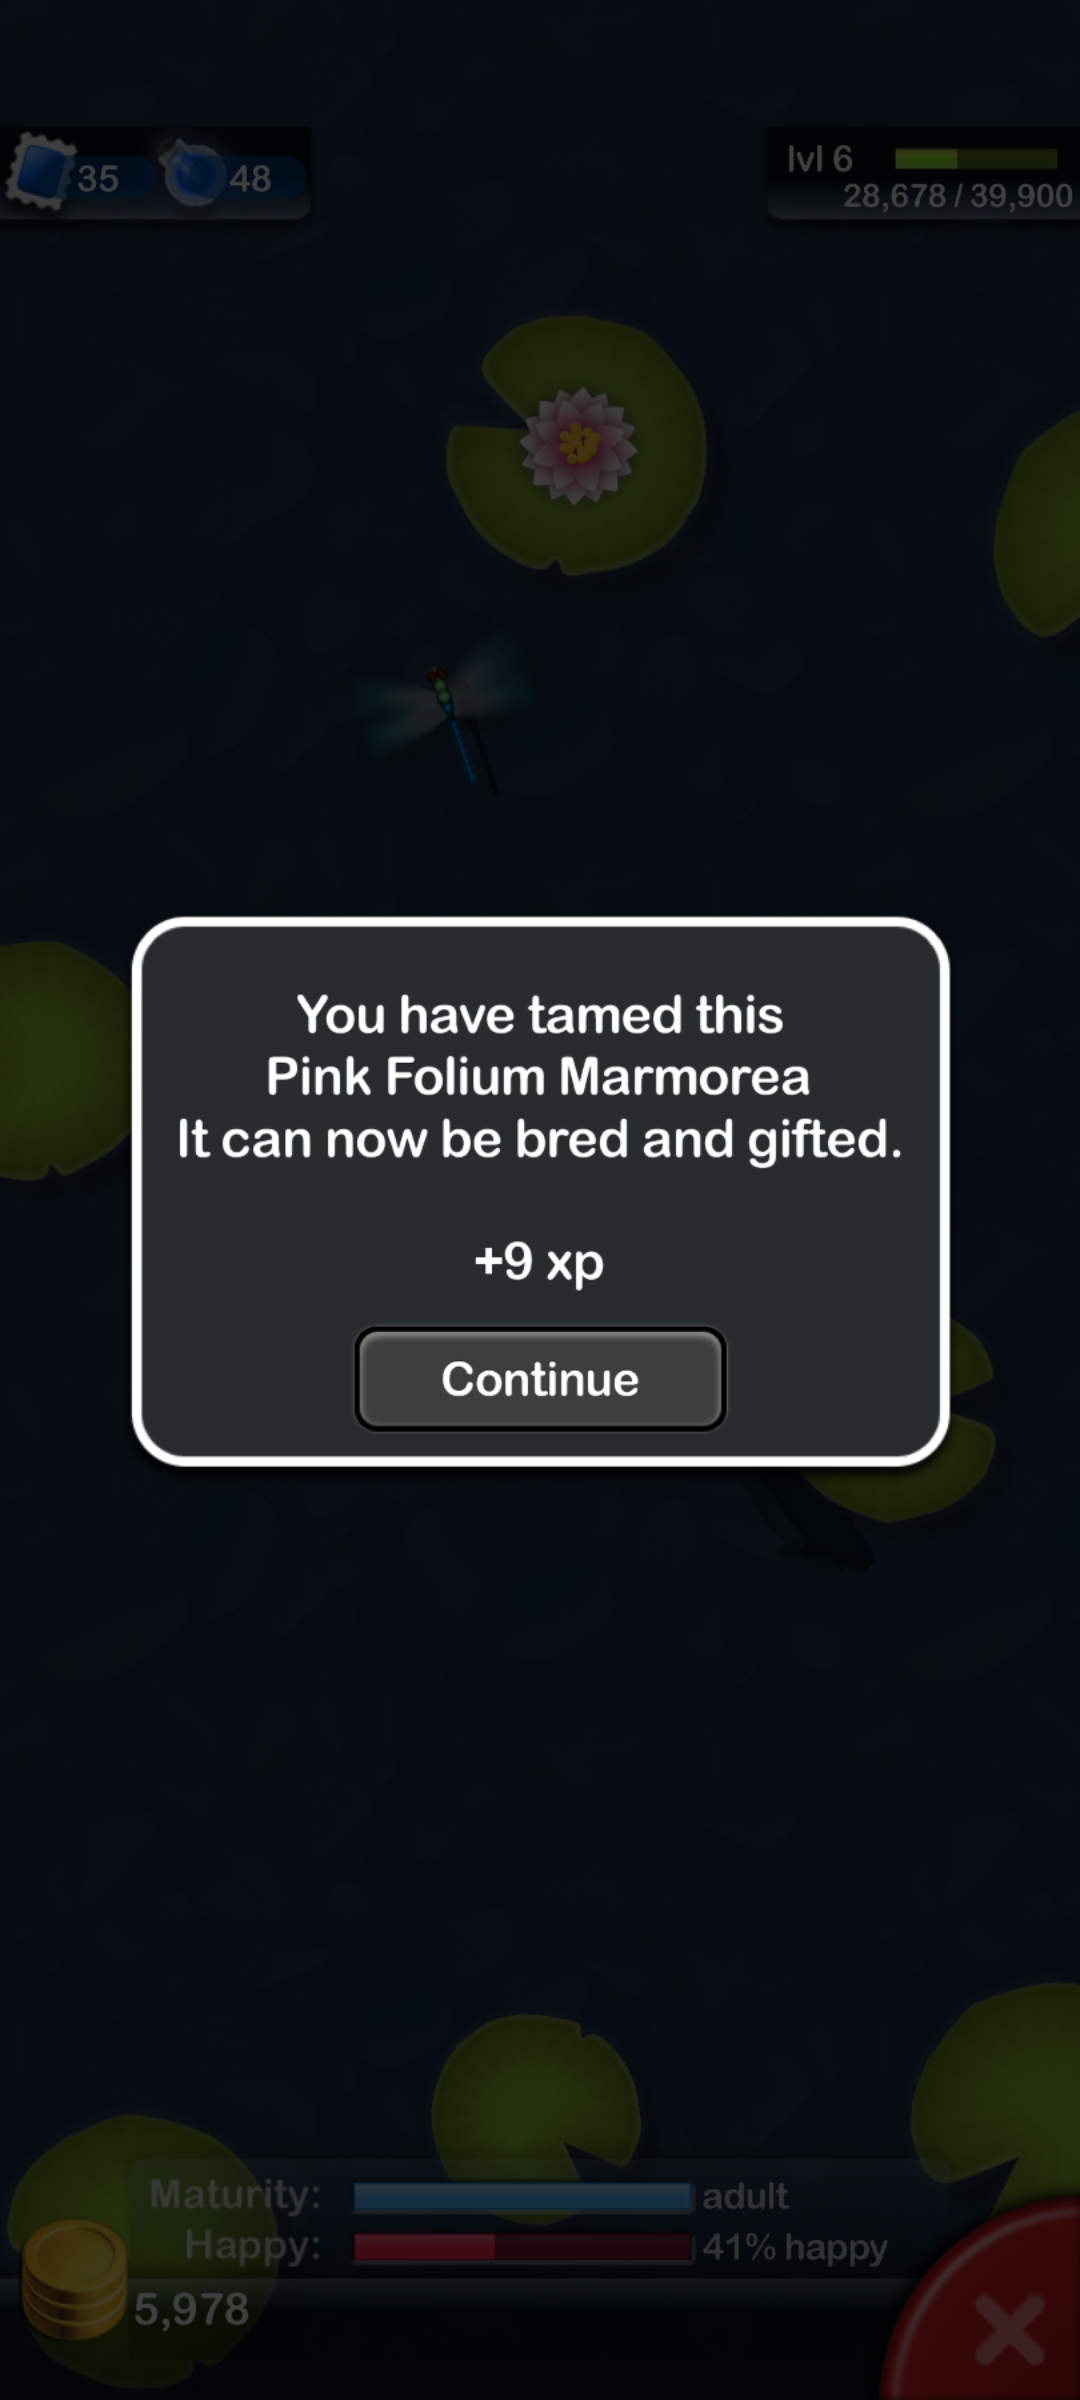 35
48
lvl 6
28,678 / 39,900
You have tamed this
Pink Folium Marmorea
It can now be bred and gifted.
+9 xp
Continue
Maturity: adult
Happy: 41% happy
5,978